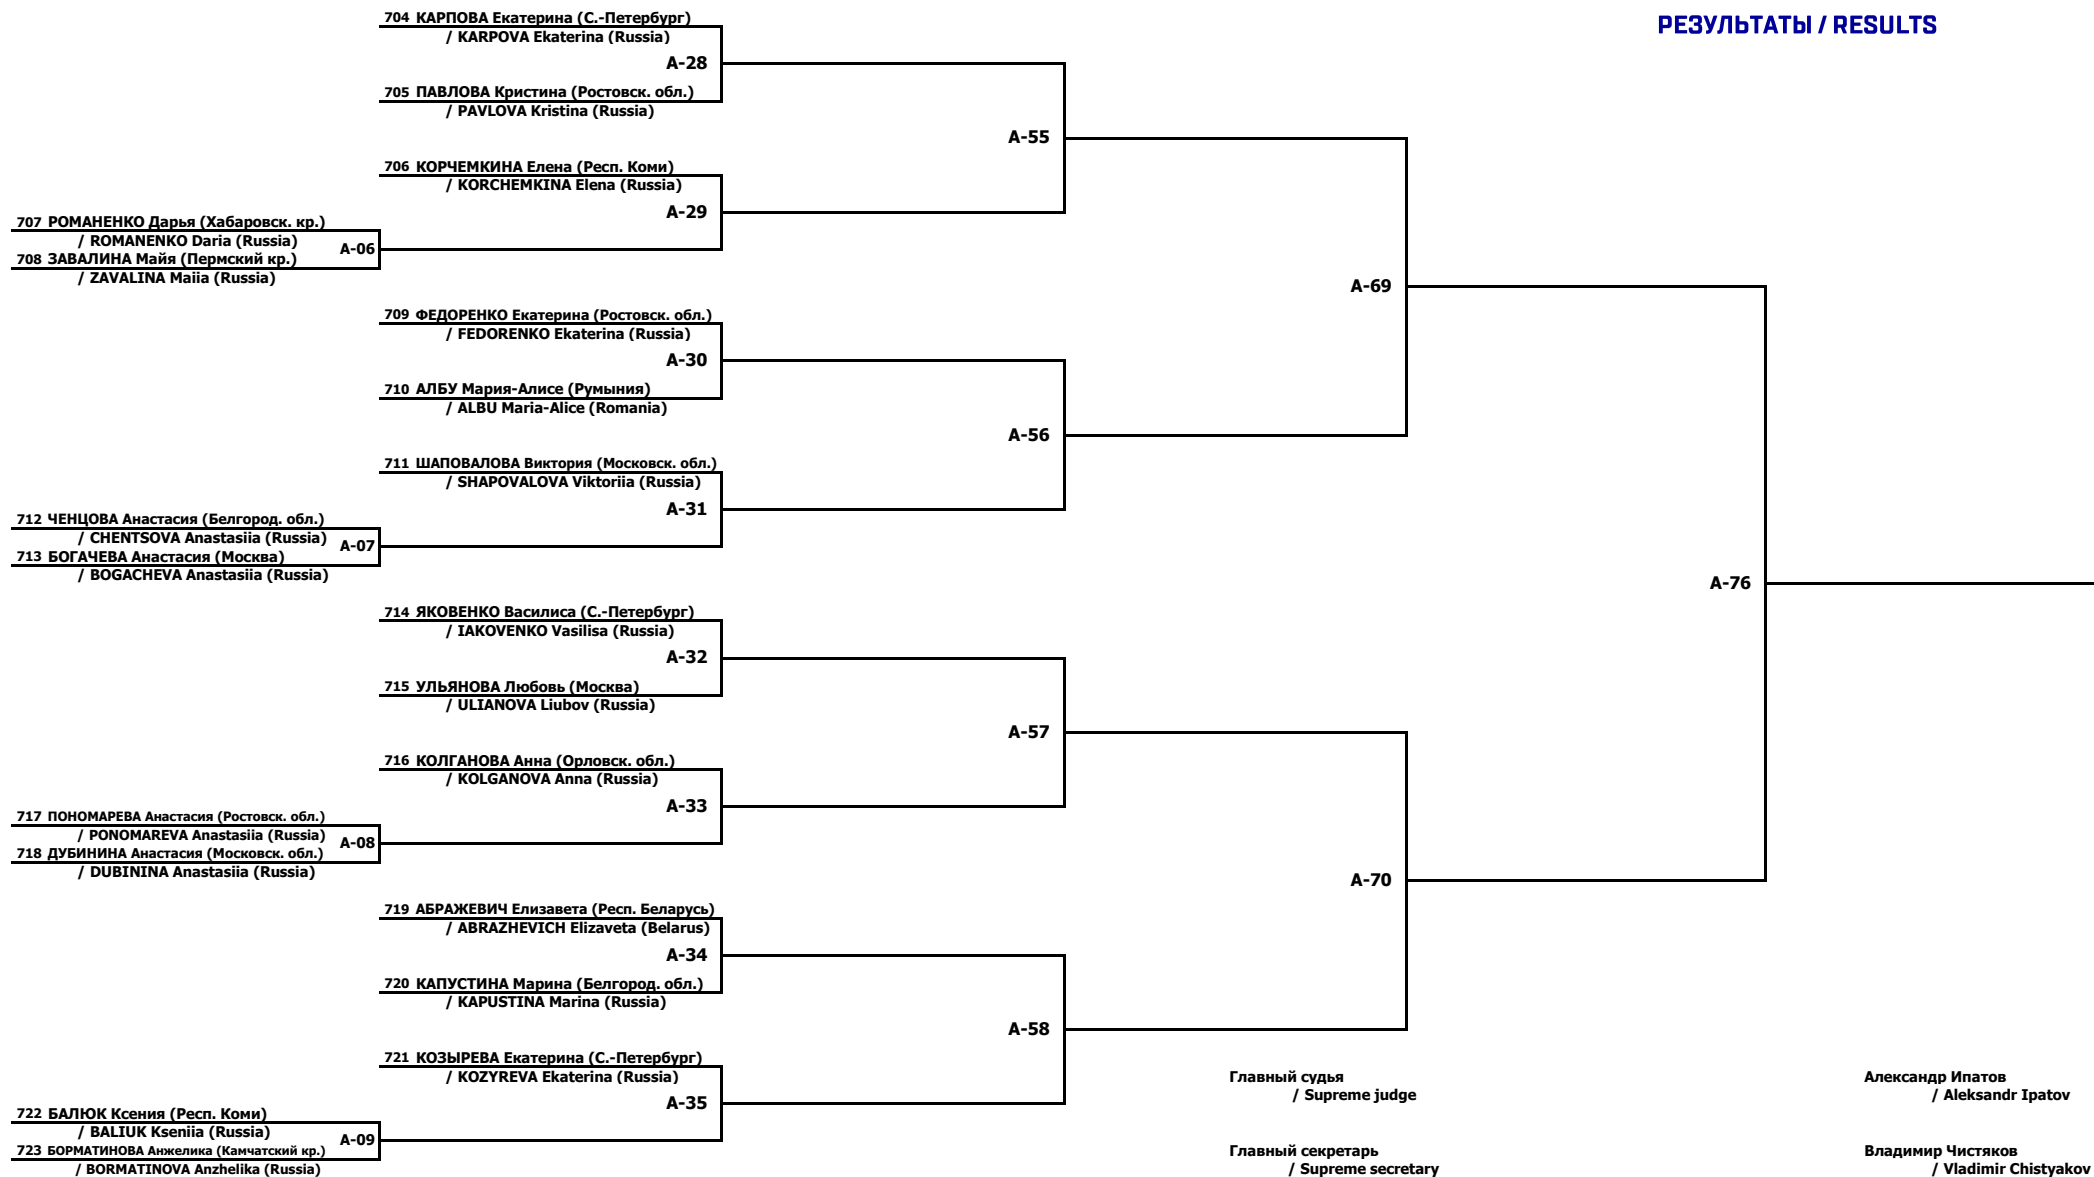 РЕЗУЛЬТАТЫ / RESULTS
704 КАРПОВА Екатерина (С.-Петербург)
/ KARPOVA Ekaterina (Russia)
A-28
705 ПАВЛОВА Кристина (Ростовск. обл.)
/ PAVLOVA Kristina (Russia)
A-55
706 КОРЧЕМКИНА Елена (Респ. Коми)
/ KORCHEMKINA Elena (Russia)
A-29
707 РОМАНЕНКО Дарья (Хабаровск. кр.)
/ ROMANENKO Daria (Russia)
A-06
708 ЗАВАЛИНА Майя (Пермский кр.)
/ ZAVALINA Maiia (Russia)
A-69
709 ФЕДОРЕНКО Екатерина (Ростовск. обл.)
/ FEDORENKO Ekaterina (Russia)
A-30
710 АЛБУ Мария-Алисе (Румыния)
/ ALBU Maria-Alice (Romania)
A-56
711 ШАПОВАЛОВА Виктория (Московск. обл.)
/ SHAPOVALOVA Viktoriia (Russia)
A-31
712 ЧЕНЦОВА Анастасия (Белгород. обл.)
/ CHENTSOVA Anastasiia (Russia)
A-07
713 БОГАЧЕВА Анастасия (Москва)
/ BOGACHEVA Anastasiia (Russia)
A-76
714 ЯКОВЕНКО Василиса (С.-Петербург)
/ IAKOVENKO Vasilisa (Russia)
A-32
715 УЛЬЯНОВА Любовь (Москва)
/ ULIANOVA Liubov (Russia)
A-57
716 КОЛГАНОВА Анна (Орловск. обл.)
/ KOLGANOVA Anna (Russia)
A-33
717 ПОНОМАРЕВА Анастасия (Ростовск. обл.)
/ PONOMAREVA Anastasiia (Russia)
A-08
718 ДУБИНИНА Анастасия (Московск. обл.)
/ DUBININA Anastasiia (Russia)
A-70
719 АБРАЖЕВИЧ Елизавета (Респ. Беларусь)
/ ABRAZHEVICH Elizaveta (Belarus)
A-34
720 КАПУСТИНА Марина (Белгород. обл.)
/ KAPUSTINA Marina (Russia)
A-58
721 КОЗЫРЕВА Екатерина (С.-Петербург)
/ KOZYREVA Ekaterina (Russia)
A-35
722 БАЛЮК Ксения (Респ. Коми)
/ BALIUK Kseniia (Russia)
A-09
723 БОРМАТИНОВА Анжелика (Камчатский кр.)
/ BORMATINOVA Anzhelika (Russia)
Главный судья
/ Supreme judge
Александр Ипатов
/ Aleksandr Ipatov
Главный секретарь
/ Supreme secretary
Владимир Чистяков
/ Vladimir Chistyakov